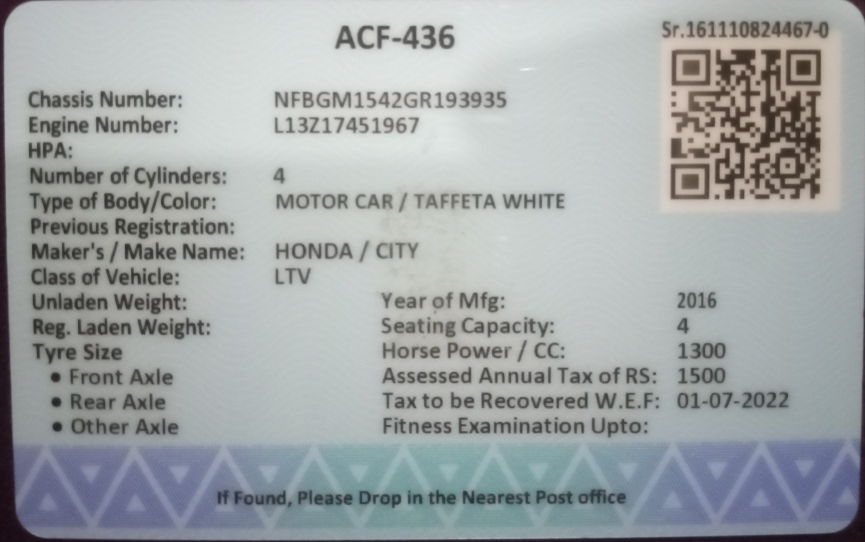 ACF-436
Sr.161110824467-0
Chassis Number: NFBGM1542GR193935
Engine Number: L13Z17451967
HPA:
Number of Cylinders: 4
Type of Body/Color: MOTOR CAR / TAFFETA WHITE
Previous Registration:
Maker's / Make Name: HONDA / CITY
Class of Vehicle: LTV
Unladen Weight: Year of Mfg: 2016
Reg. Laden Weight: Seating Capacity: 4
Tyre Size Horse Power / CC: 1300
• Front Axle Assessed Annual Tax of RS: 1500
• Rear Axle Tax to be Recovered W.E.F: 01-07-2022
• Other Axle Fitness Examination Upto:
If Found, Please Drop in the Nearest Post office